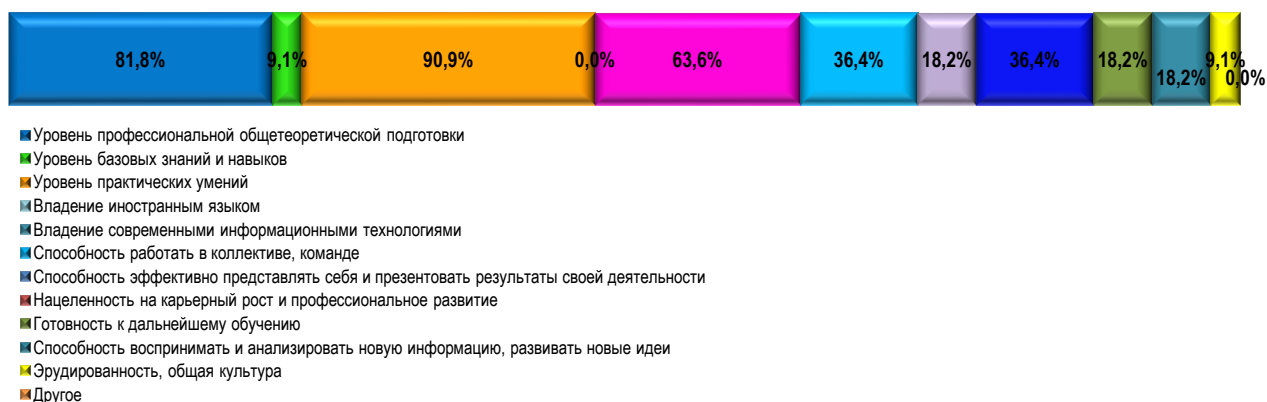 81,8% 9,1% 90,9% 0,0% 63,6% 36,4% 18,2% 36,4% 18,2% 18,2% 9,1% 0,0%
Уровень профессиональной общетеоретической подготовки
Уровень базовых знаний и навыков
Уровень практических умений
Владение иностранным языком
Владение современными информационными технологиями
Способность работать в коллективе, команде
Способность эффективно представлять себя и презентовать результаты своей деятельности
Нацеленность на карьерный рост и профессиональное развитие
Готовность к дальнейшему обучению
Способность воспринимать и анализировать новую информацию, развивать новые идеи
Эрудированность, общая культура
Другое